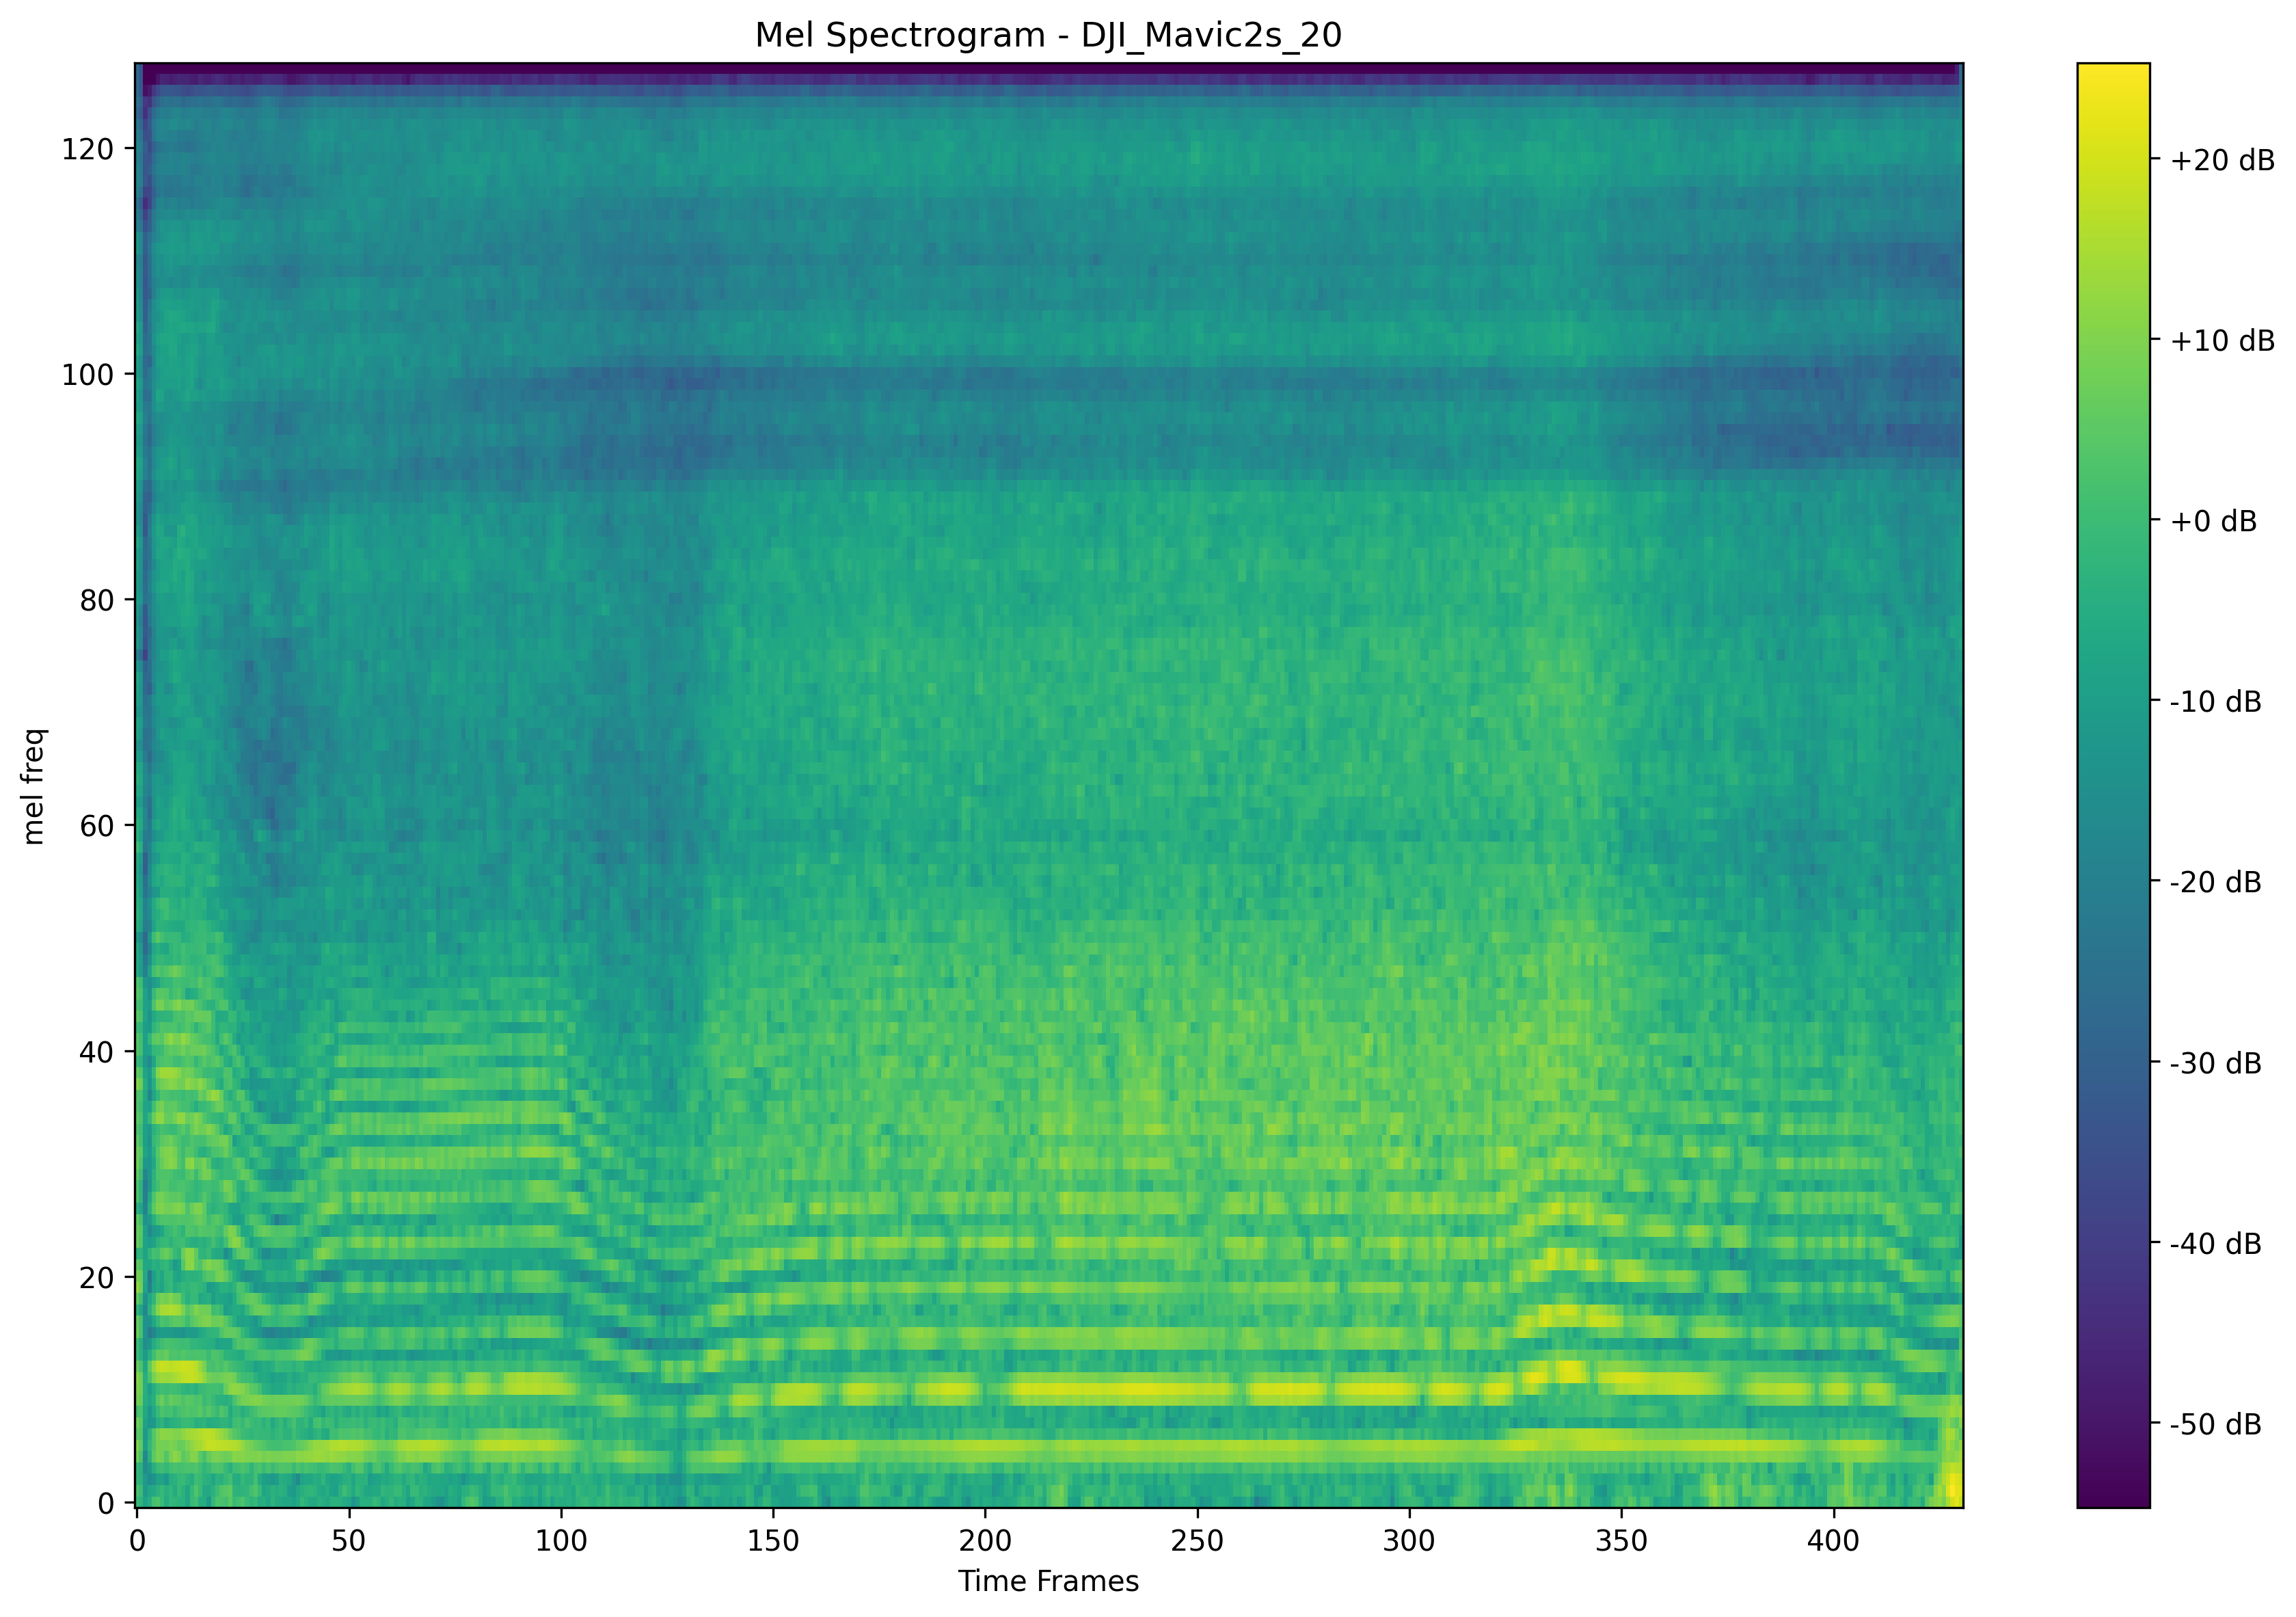 Mel Spectrogram - DJI_Mavic2s_20
120
100
80
60
40
20
0
mel freq
0
50
100
150
200
250
300
350
400
Time Frames
+20 dB
+10 dB
+0 dB
-10 dB
-20 dB
-30 dB
-40 dB
-50 dB